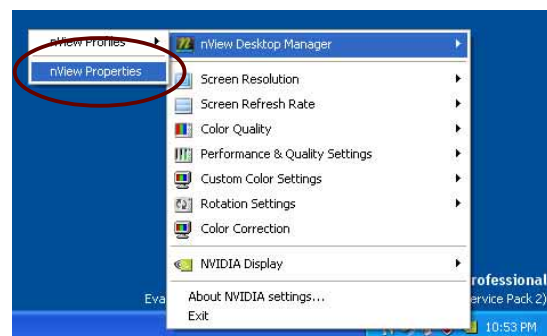 nView Profiles
nView Properties
nView Desktop Manager
Screen Resolution
Screen Refresh Rate
Color Quality
Performance & Quality Settings
Custom Color Settings
Rotation Settings
Color Correction
NVIDIA Display
About NVIDIA settings...
Exit
rofessional
Eva
ervice Pack 2)
10:53 PM